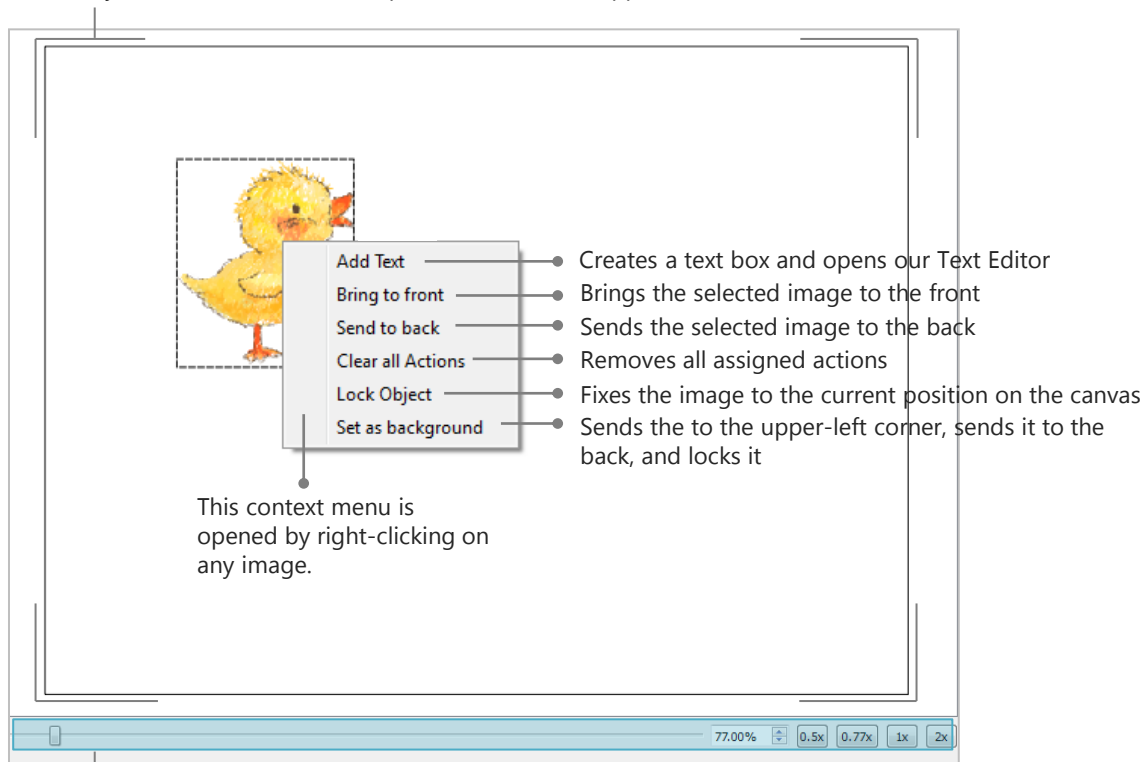 Add Text
Bring to front
Send to back
Clear all Actions
Lock Object
Set as background
Creates a text box and opens our Text Editor
Brings the selected image to the front
Sends the selected image to the back
Removes all assigned actions
Fixes the image to the current position on the canvas
Sends the to the upper-left corner, sends it to the
back, and locks it
This context menu is
opened by right-clicking on
any image.
77.00% 0.5x 0.77x 1x 2x